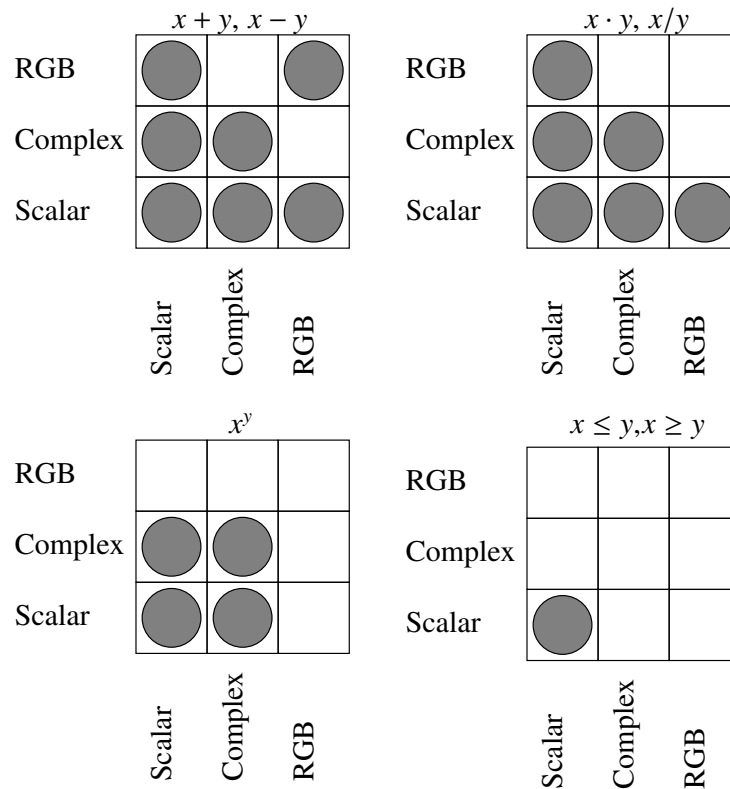 x + y, x − y
RGB
Complex
Scalar
Scalar
Complex
RGB
x · y, x/y
RGB
Complex
Scalar
Scalar
Complex
RGB
x^y
RGB
Complex
Scalar
Scalar
Complex
RGB
x ≤ y,x ≥ y
RGB
Complex
Scalar
Scalar
Complex
RGB